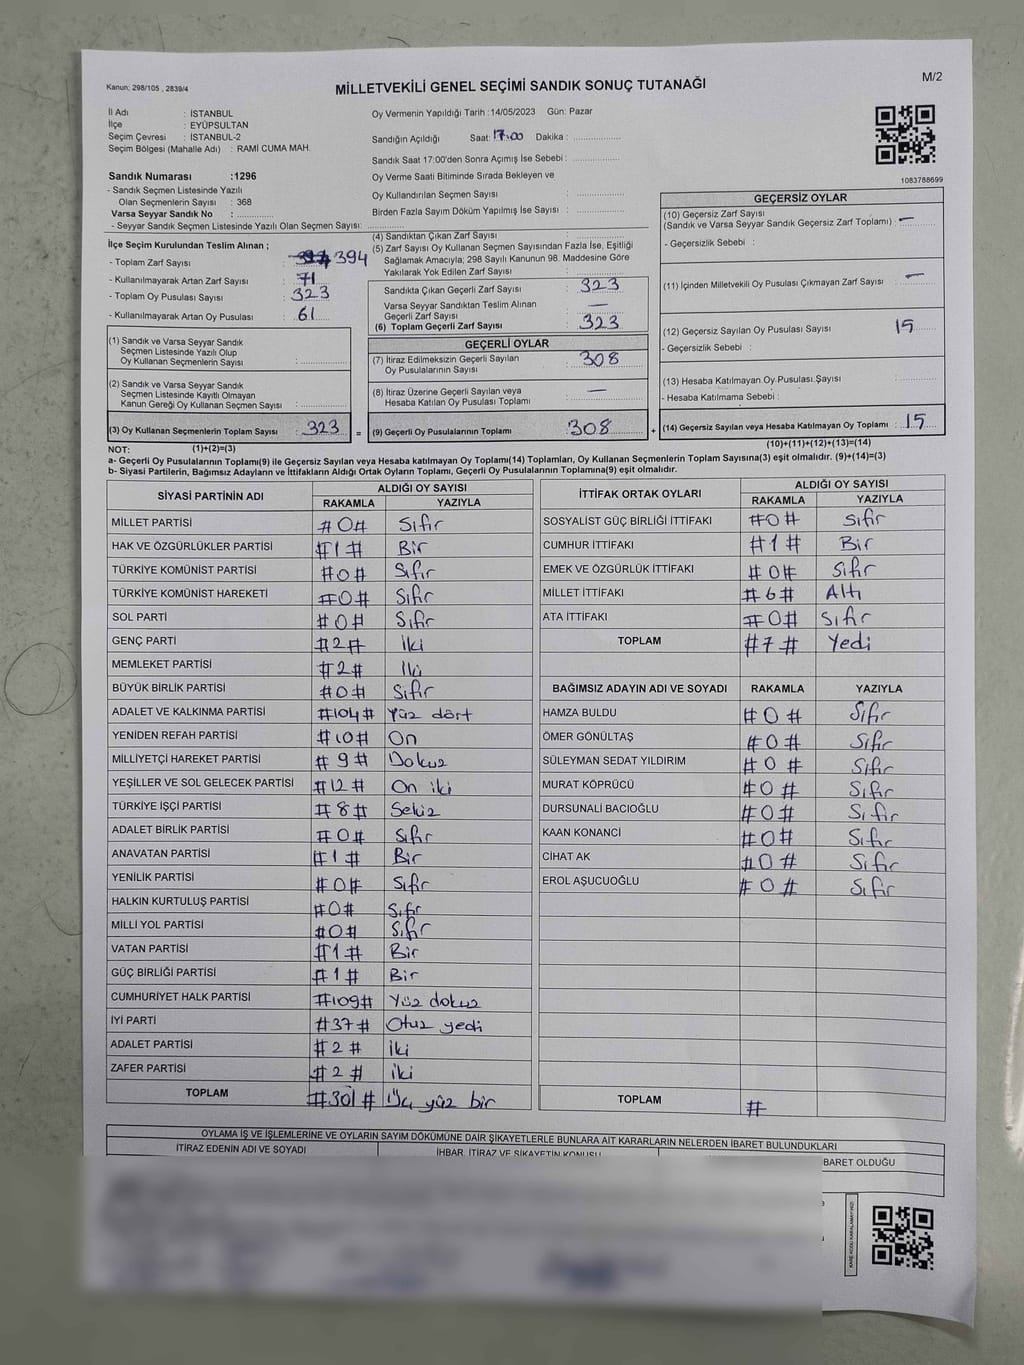 Kanun; 298/105 , 2839/4
MİLLETVEKİLİ GENEL SEÇİMİ SANDIK SONUÇ TUTANAĞI
M/2
İl Adı : İSTANBUL
İlçe : EYÜPSULTAN
Seçim Çevresi : İSTANBUL-2
Seçim Bölgesi (Mahalle Adı) : RAMİ CUMA MAH.
Oy Vermenin Yapıldığı Tarih :14/05/2023 Gün: Pazar
Sandığın Açıldığı Saat: 17.00 Dakika :
Sandık Saat 17:00'den Sonra Açımış İse Sebebi :
Oy Verme Saati Bitiminde Sırada Bekleyen ve
Oy Kullandırılan Seçmen Sayısı :
Birden Fazla Sayım Döküm Yapılmış İse Sayısı :
1083788699
Sandık Numarası :1296
- Sandık Seçmen Listesinde Yazılı
Olan Seçmenlerin Sayısı : 368
Varsa Seyyar Sandık No :
- Seyyar Sandık Seçmen Listesinde Yazılı Olan Seçmen Sayısı:
İlçe Seçim Kurulundan Teslim Alınan ;
- Toplam Zarf Sayısı : 394
- Kullanılmayarak Artan Zarf Sayısı : 71
- Toplam Oy Pusulası Sayısı : 323
- Kullanılmayarak Artan Oy Pusulası : 61
(4) Sandıktan Çıkan Zarf Sayısı :
(5) Zarf Sayısı Oy Kullanan Seçmen Sayısından Fazla İse, Eşitliği
Sağlamak Amacıyla; 298 Sayılı Kanunun 98. Maddesine Göre
Yakılarak Yok Edilen Zarf Sayısı :
Sandıkta Çıkan Geçerli Zarf Sayısı : 323
Varsa Seyyar Sandıktan Teslim Alınan
Geçerli Zarf Sayısı : —
(6) Toplam Geçerli Zarf Sayısı : 323
GEÇERLİ OYLAR
(7) İtiraz Edilmeksizin Geçerli Sayılan
Oy Pusulalarının Sayısı : 308
(8) İtiraz Üzerine Geçerli Sayılan veya
Hesaba Katılan Oy Pusulası Toplamı : —
(9) Geçerli Oy Pusulalarının Toplamı : 308
GEÇERSİZ OYLAR
(10) Geçersiz Zarf Sayısı
(Sandık ve Varsa Seyyar Sandık Geçersiz Zarf Toplamı) : —
- Geçersizlik Sebebi :
(11) İçinden Milletvekili Oy Pusulası Çıkmayan Zarf Sayısı : —
(12) Geçersiz Sayılan Oy Pusulası Sayısı : 15
- Geçersizlik Sebebi :
(13) Hesaba Katılmayan Oy Pusulası Sayısı :
- Hesaba Katılmama Sebebi :
(14) Geçersiz Sayılan veya Hesaba Katılmayan Oy Toplamı : 15
(10)+(11)+(12)+(13)=(14)
(1) Sandık ve Varsa Seyyar Sandık
Seçmen Listesinde Yazılı Olup
Oy Kullanan Seçmenlerin Sayısı :
(2) Sandık ve Varsa Seyyar Sandık
Seçmen Listesinde Kayıtlı Olmayan
Kanun Gereği Oy Kullanan Seçmen Sayısı :
(3) Oy Kullanan Seçmenlerin Toplam Sayısı : 323
NOT: (1)+(2)=(3)
a- Geçerli Oy Pusulalarının Toplamı(9) ile Geçersiz Sayılan veya Hesaba katılmayan Oy Toplamı(14) Toplamları, Oy Kullanan Seçmenlerin Toplam Sayısına(3) eşit olmalıdır. (9)+(14)=(3)
b- Siyasi Partilerin, Bağımsız Adayların ve İttifakların Aldığı Ortak Oyların Toplamı, Geçerli Oy Pusulalarının Toplamına(9) eşit olmalıdır.
SİYASİ PARTİNİN ADI ALDIĞI OY SAYISI
RAKAMLA YAZIYLA
MİLLET PARTİSİ #0# Sıfır
HAK VE ÖZGÜRLÜKLER PARTİSİ #1# Bir
TÜRKİYE KOMÜNİST PARTİSİ #0# Sıfır
TÜRKİYE KOMÜNİST HAREKETİ #0# Sıfır
SOL PARTİ #0# Sıfır
GENÇ PARTİ #2# İki
MEMLEKET PARTİSİ #2# İki
BÜYÜK BİRLİK PARTİSİ #0# Sıfır
ADALET VE KALKINMA PARTİSİ #104# Yüz dört
YENİDEN REFAH PARTİSİ #10# On
MİLLİYETÇİ HAREKET PARTİSİ #9# Dokuz
YEŞİLLER VE SOL GELECEK PARTİSİ #12# On iki
TÜRKİYE İŞÇİ PARTİSİ #8# Sekiz
ADALET BİRLİK PARTİSİ #0# Sıfır
ANAVATAN PARTİSİ #1# Bir
YENİLİK PARTİSİ #0# Sıfır
HALKIN KURTULUŞ PARTİSİ #0# Sıfır
MİLLİ YOL PARTİSİ #0# Sıfır
VATAN PARTİSİ #1# Bir
GÜÇ BİRLİĞİ PARTİSİ #1# Bir
CUMHURİYET HALK PARTİSİ #109# Yüz dokuz
İYİ PARTİ #37# Otuz yedi
ADALET PARTİSİ #2# İki
ZAFER PARTİSİ #2# İki
TOPLAM #301# Üç yüz bir
İTTİFAK ORTAK OYLARI ALDIĞI OY SAYISI
RAKAMLA YAZIYLA
SOSYALİST GÜÇ BİRLİĞİ İTTİFAKI #0# Sıfır
CUMHUR İTTİFAKI #1# Bir
EMEK VE ÖZGÜRLÜK İTTİFAKI #0# Sıfır
MİLLET İTTİFAKI #6# Altı
ATA İTTİFAKI #0# Sıfır
TOPLAM #7# Yedi
BAĞIMSIZ ADAYIN ADI VE SOYADI RAKAMLA YAZIYLA
HAMZA BULDU #0# Sıfır
ÖMER GÖNÜLTAŞ #0# Sıfır
SÜLEYMAN SEDAT YILDIRIM #0# Sıfır
MURAT KÖPRÜCÜ #0# Sıfır
DURSUNALİ BACIOĞLU #0# Sıfır
KAAN KONANCİ #0# Sıfır
CİHAT AK #0# Sıfır
EROL AŞUCUOĞLU #0# Sıfır
TOPLAM #
OYLAMA İŞ VE İŞLEMLERİNE VE OYLARIN SAYIM DÖKÜMÜNE DAİR ŞİKAYETLERLE BUNLARA AİT KARARLARIN NELERDEN İBARET BULUNDUKLARI
İTİRAZ EDENİN ADI VE SOYADI
İHBAR, İTİRAZ VE ŞİKAYETİN KONUSU
BARET OLDUĞU